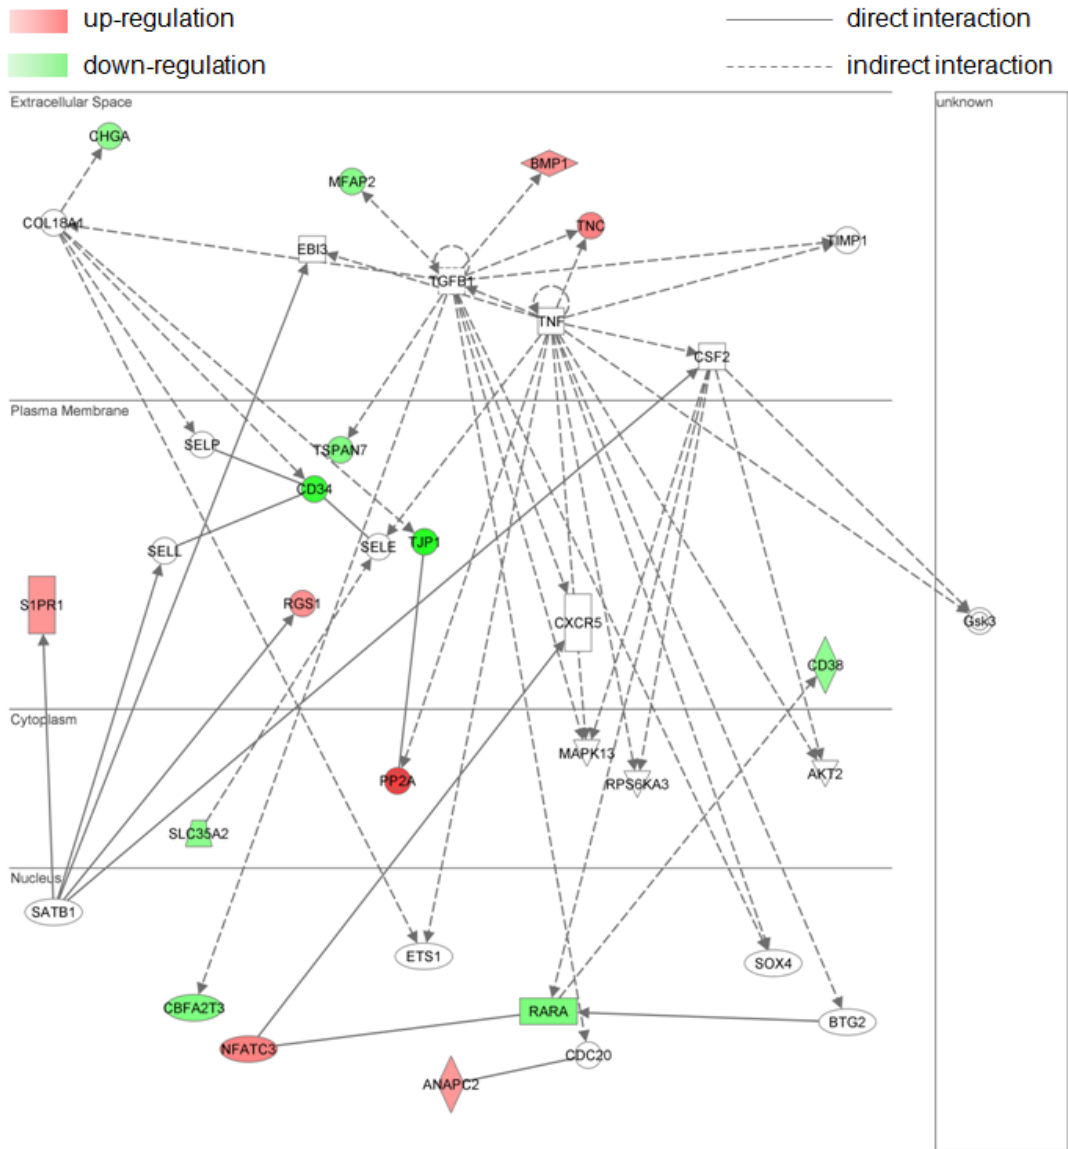 up-regulation
direct interaction
down-regulation
indirect interaction
Extracellular Space
unknown
CHGA
BMP1
MFAP2
COL18A1
TNC
TIMP1
EBI3
TGFB1
TNF
CSF2
Plasma Membrane
SELP
TSPAN7
CD34
TJP1
SELL
SELE
S1PR1
RGS1
CXCR5
Gsk3
CD38
Cytoplasm
MAPK13
RPS6KA3
AKT2
PP2A
SLC35A2
Nucleus
SATB1
ETS1
SOX4
CBFA2T3
RARA
BTG2
NFATC3
CDC20
ANAPC2